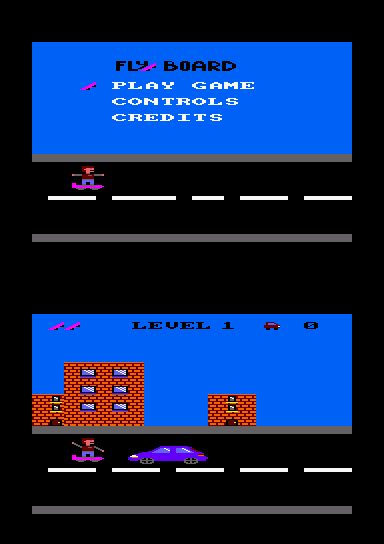 FLY BOARD
PLAY GAME
CONTROLS
CREDITS
LEVEL 1 0